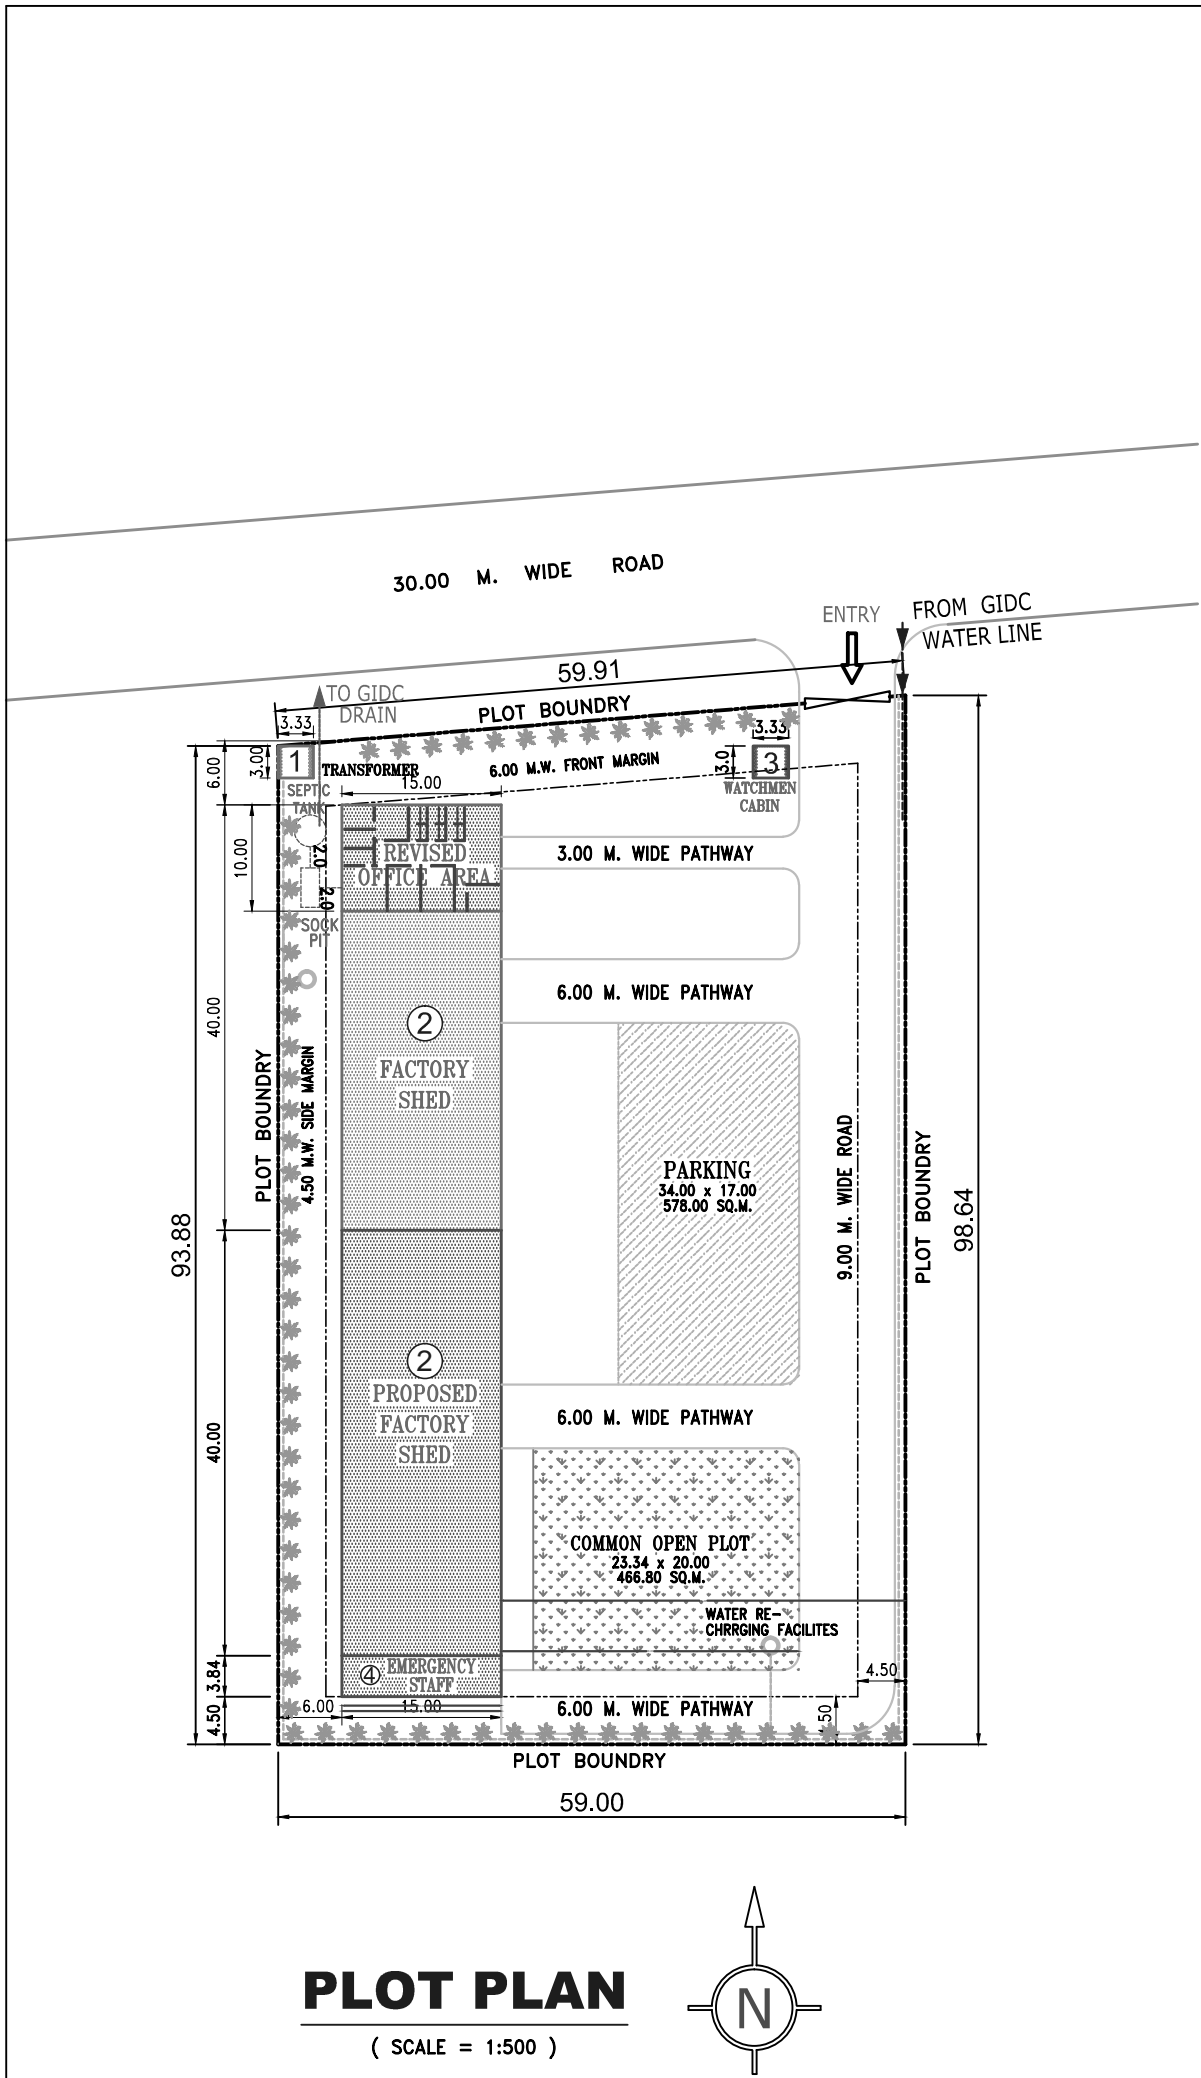 30.00 M. WIDE ROAD
ENTRY
FROM GIDC
WATER LINE
59.91
TO GIDC
DRAIN
PLOT BOUNDRY
3.33
3.33
6.00
3.00
1
TRANSFORMER
6.00 M.W. FRONT MARGIN
3.0
3
SEPTIC
TANK
15.00
WATCHMEN
CABIN
10.00
2.0
REVISED
OFFICE AREA
3.00 M. WIDE PATHWAY
2.0
SOCK
PIT
6.00 M. WIDE PATHWAY
40.00
2
FACTORY
SHED
PLOT BOUNDRY
4.50 M.W. SIDE MARGIN
PARKING
34.00 x 17.00
578.00 SQ.M.
9.00 M. WIDE ROAD
PLOT BOUNDRY
93.88
98.64
2
PROPOSED
FACTORY
SHED
40.00
6.00 M. WIDE PATHWAY
COMMON OPEN PLOT
23.34 x 20.00
466.80 SQ.M.
WATER RE-
CHRRGING FACILITES
3.84
4
EMERGENCY
STAFF
4.50
4.50
6.00
15.00
6.00 M. WIDE PATHWAY
4.50
PLOT BOUNDRY
59.00
PLOT PLAN
( SCALE = 1:500 )
N